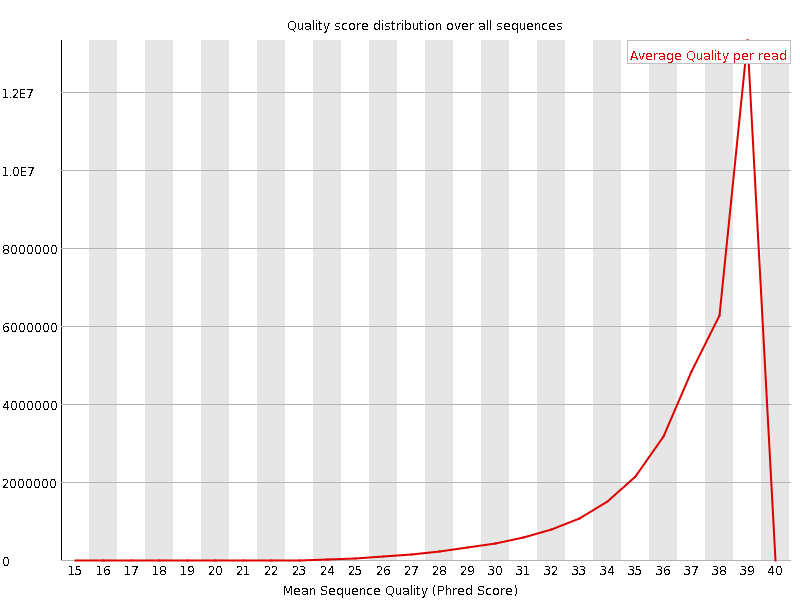 Quality score distribution over all sequences
Average Quality per read
1.2E7
1.0E7
8000000
6000000
4000000
2000000
0
15 16 17 18 19 20 21 22 23 24 25 26 27 28 29 30 31 32 33 34 35 36 37 38 39 40
Mean Sequence Quality (Phred Score)